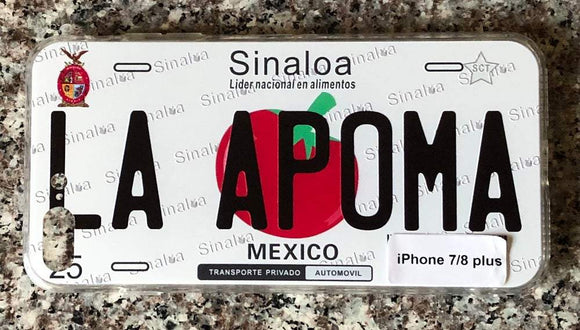 Sinaloa
Líder nacional en alimentos
SCT
LA APOMA
MEXICO
iPhone 7/8 plus
25
TRANSPORTE PRIVADO AUTOMOVIL